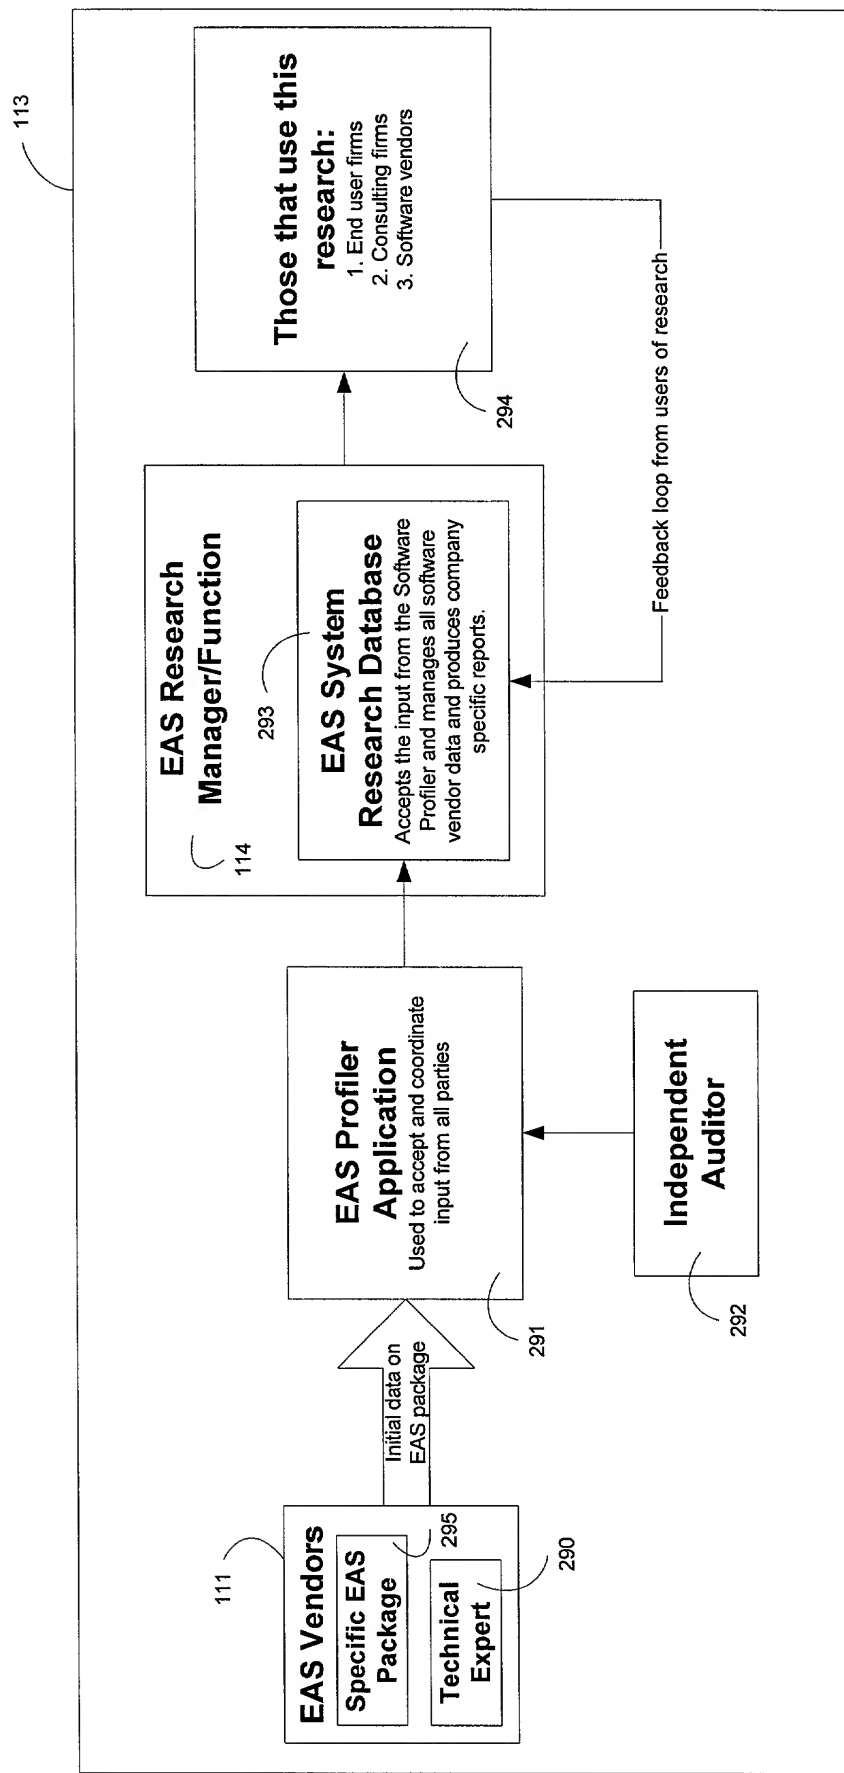 113
111
EAS Vendors
Specific EAS
Package
295
Technical
Expert
290
Initial data on
EAS package
EAS Profiler
Application
Used to accept and coordinate
input from all parties
291
Independent
Auditor
292
EAS Research
Manager/Function
114
293
EAS System
Research Database
Accepts the input from the Software
Profiler and manages all software
vendor data and produces company
specific reports.
Those that use this
research:
1. End user firms
2. Consulting firms
3. Software vendors
294
Feedback loop from users of research